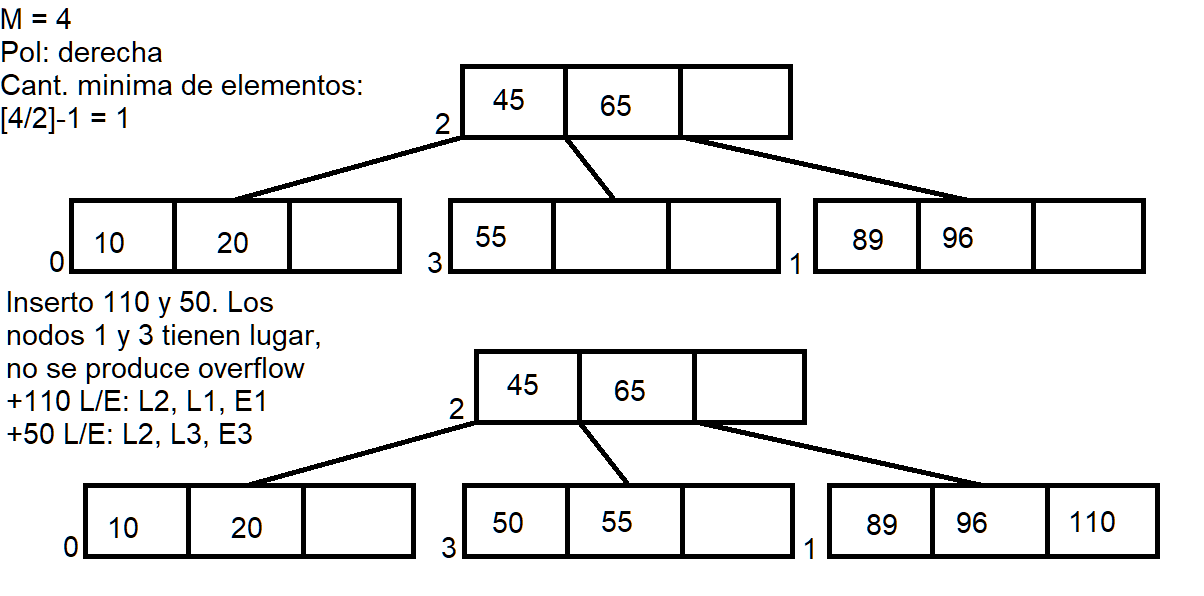 M = 4
Pol: derecha
Cant. minima de elementos:
[4/2]-1 = 1
45 65
2
10 20
0
55
3
89 96
1
Inserto 110 y 50. Los
nodos 1 y 3 tienen lugar,
no se produce overflow
+110 L/E: L2, L1, E1
+50 L/E: L2, L3, E3
45 65
2
10 20
0
50 55
3
89 96 110
1